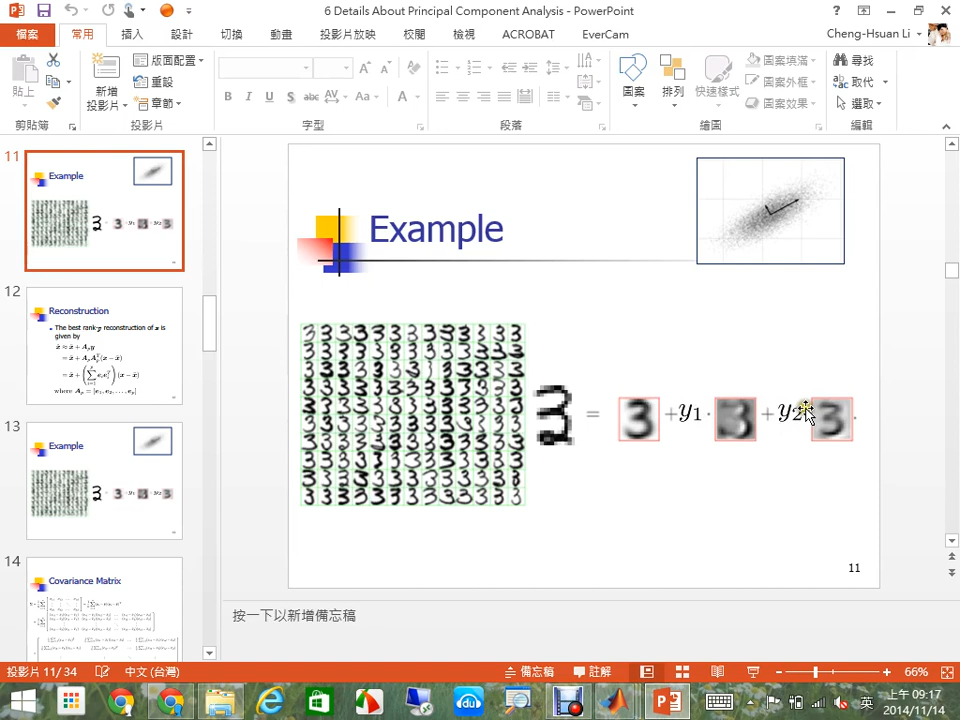 6 Details About Principal Component Analysis - PowerPoint
檔案 常用 插入 設計 切換 動畫 投影片放映 校閱 檢視 ACROBAT EverCam
Cheng-Hsuan Li
貼上
新增
投影片
版面配置
重設
章節
B I U S abc AV Aa A
圖案 排列 快速樣式
圖案填滿
圖案外框
圖案效果
尋找
取代
選取
剪貼簿 投影片 字型 段落 繪圖 編輯
11
Example
12
Reconstruction
The best rank-p reconstruction of x is
given by
where
13
Example
14
Covariance Matrix
Example
3 = 3 + y1 · 3 + y2 3 .
11
按一下以新增備忘稿
投影片 11/34 中文 (台灣) 備忘稿 註解 66%
英
上午 09:17
2014/11/14